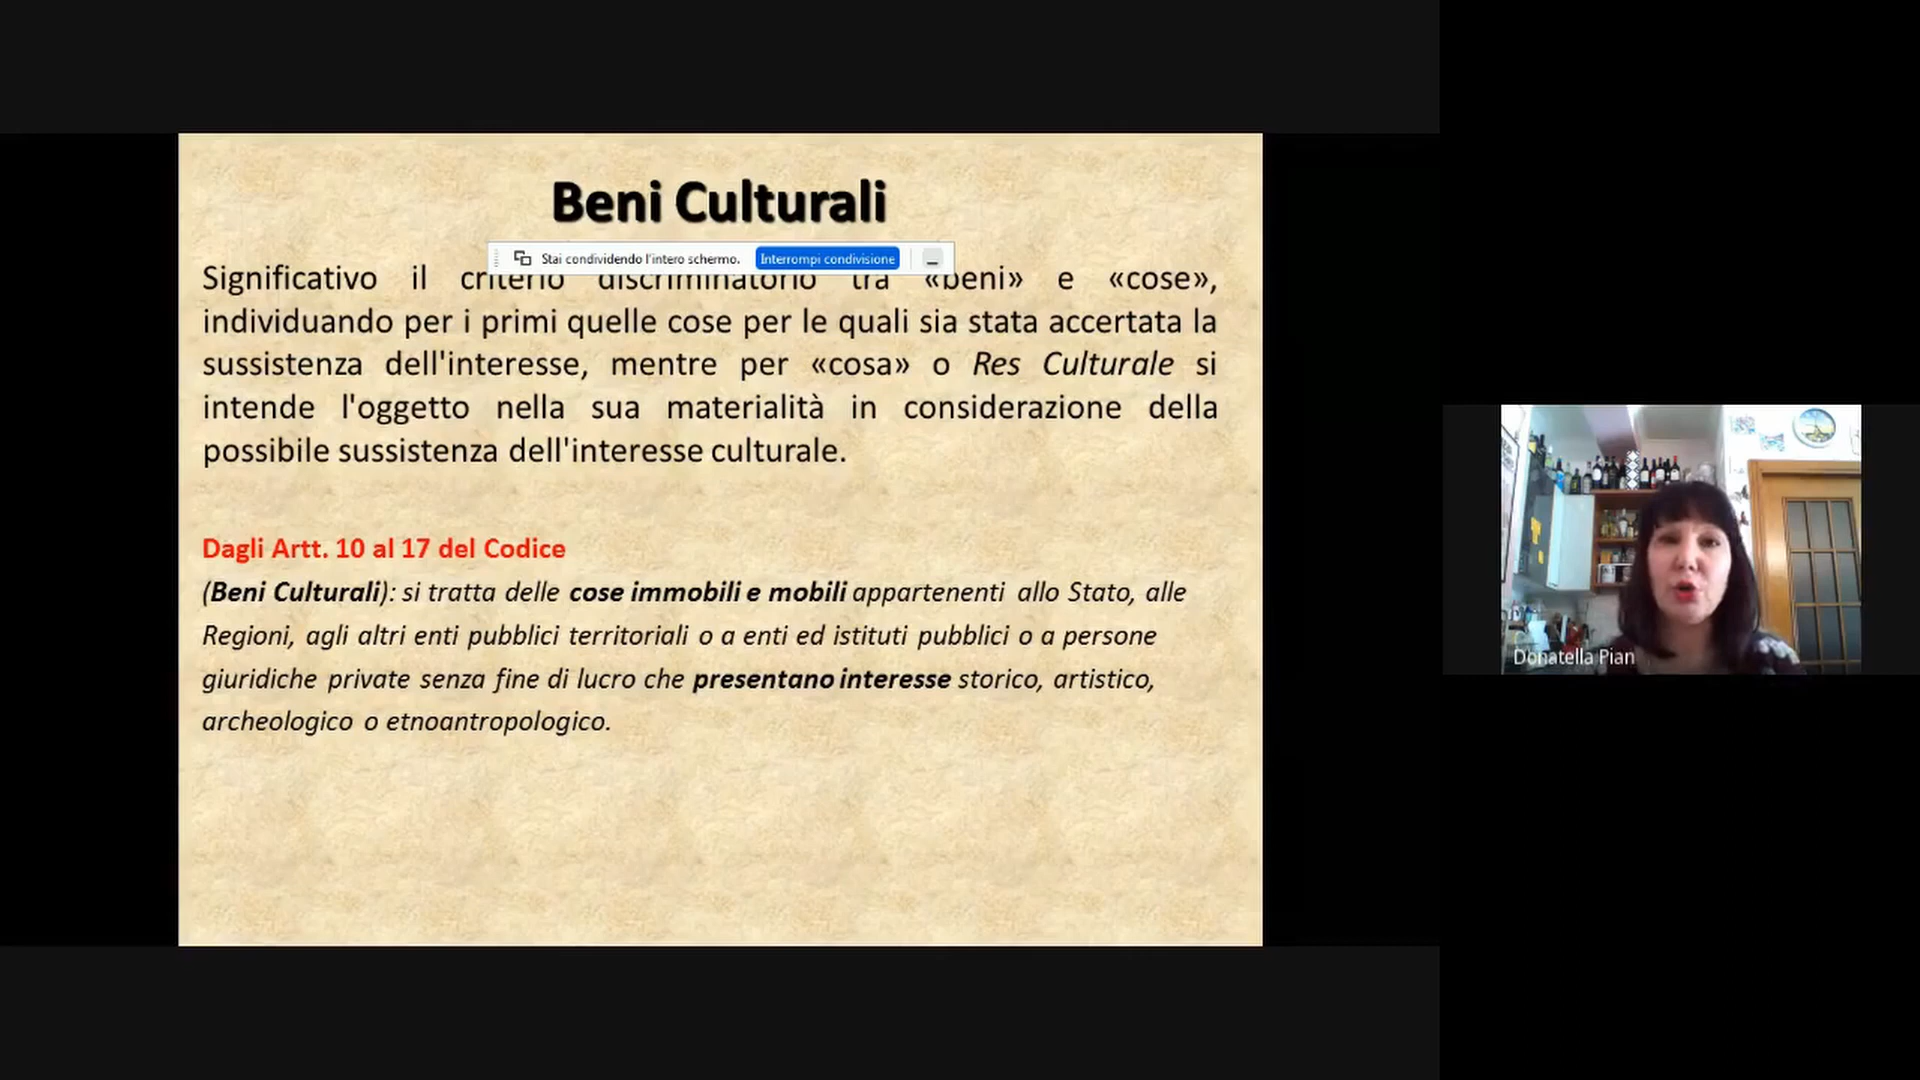 Beni Culturali
Stai condividendo l'intero schermo. Interrompi condivisione
Significativo il criterio discriminatorio tra «beni» e «cose»,
individuando per i primi quelle cose per le quali sia stata accertata la
sussistenza dell'interesse, mentre per «cosa» o Res Culturale si
intende l'oggetto nella sua materialità in considerazione della
possibile sussistenza dell'interesse culturale.
Dagli Artt. 10 al 17 del Codice
(Beni Culturali): si tratta delle cose immobili e mobili appartenenti allo Stato, alle
Regioni, agli altri enti pubblici territoriali o a enti ed istituti pubblici o a persone
giuridiche private senza fine di lucro che presentano interesse storico, artistico,
archeologico o etnoantropologico.
Donatella Pian